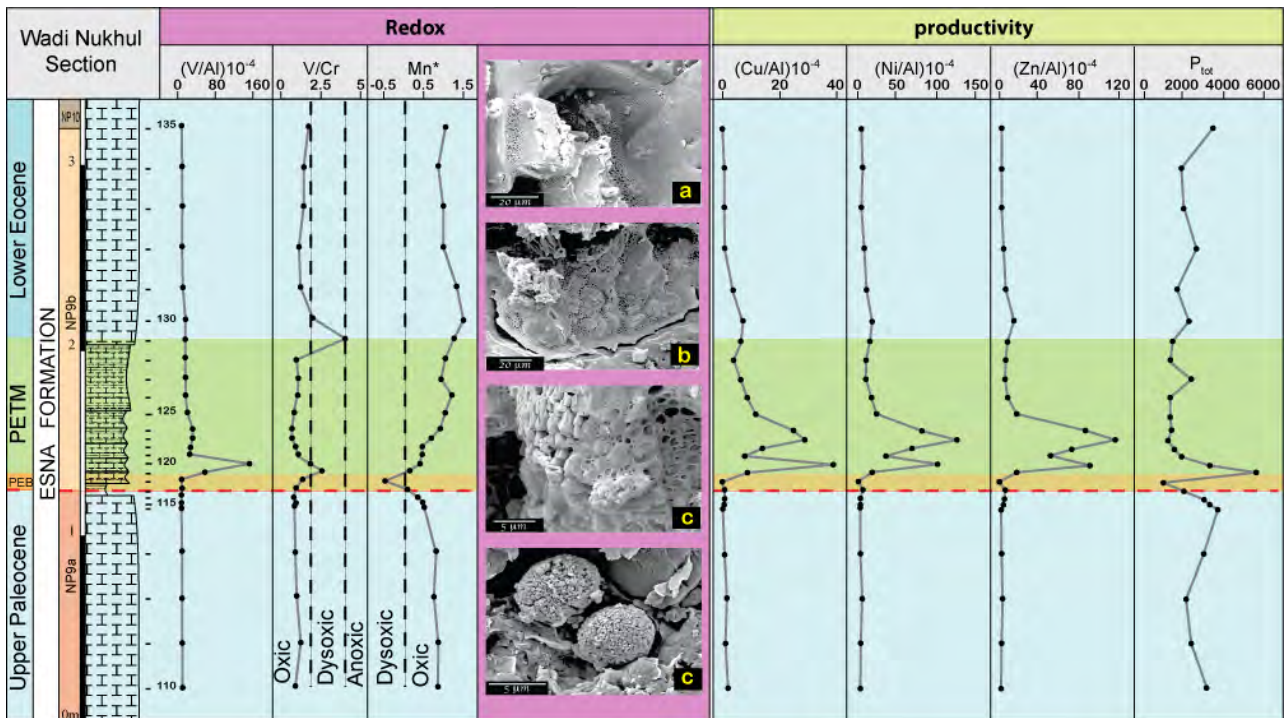 Wadi Nukhul
Section
Redox
productivity
(V/Al)10-4
V/Cr
Mn*
(Cu/Al)10-4
(Ni/Al)10-4
(Zn/Al)10-4
Ptot
0 80 160
0 2.5 5
-0.5 0.5 1.5
0 20 40
0 50 100 150
0 40 80 120
0 2000 4000 6000
Lower Eocene
PETM
PEB
Upper Paleocene
ESNA FORMATION
NP10
NP9b
NP9a
3
2
1
0m
135
130
125
120
115
110
Oxic
Dysoxic
Anoxic
Dysoxic
Oxic
20 µm
a
20 µm
b
5 µm
c
5 µm
c